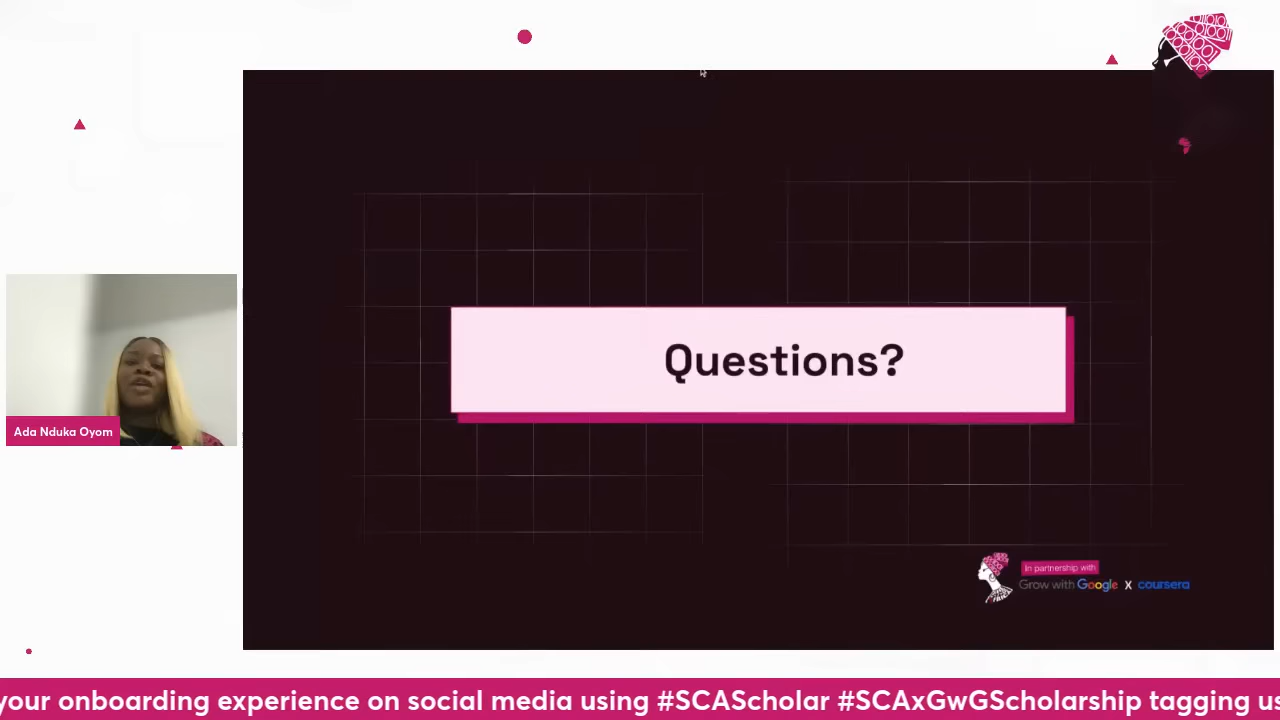 Questions?
Ada Nduka Oyom
In partnership with
Grow with Google X coursera
your onboarding experience on social media using #SCAScholar #SCAxGwGScholarship tagging us